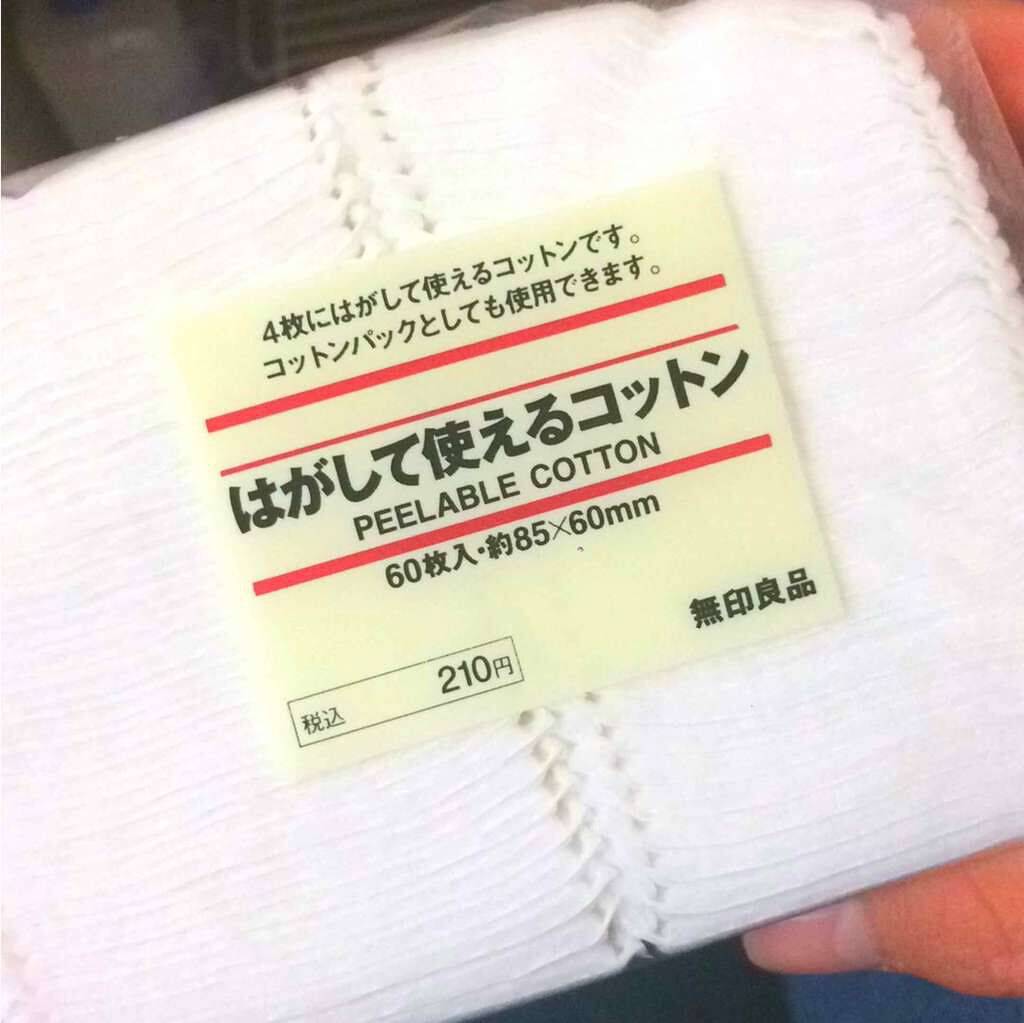 4枚にはがして使えるコットンです。
コットンパックとしても使用できます。
はがして使えるコットン
PEELABLE COTTON
60枚入・約85×60mm
無印良品
税込 210円